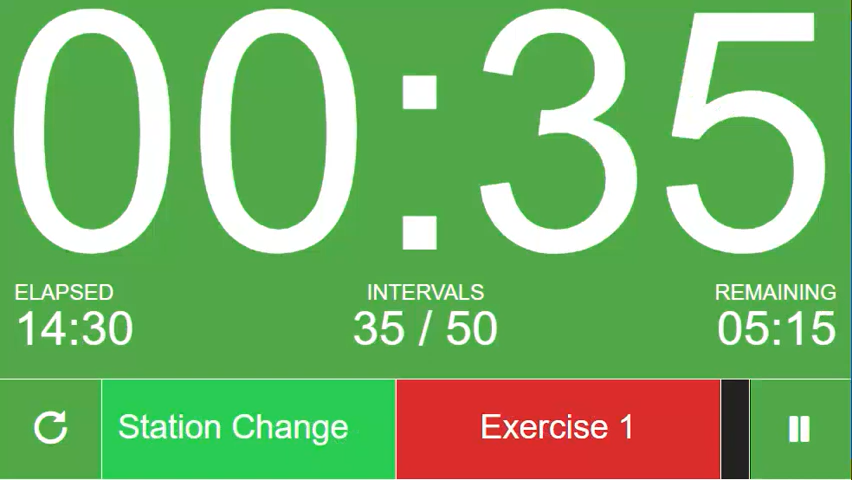 00:35
ELAPSED INTERVALS REMAINING
14:30 35 / 50 05:15
Station Change Exercise 1